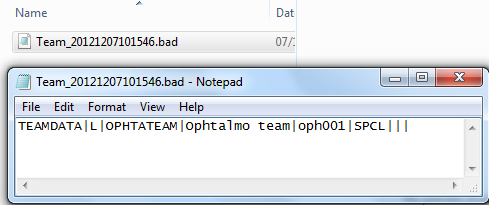 Name
Dat
Team_20121207101546.bad
07/
Team_20121207101546.bad - Notepad
File Edit Format View Help
TEAMDATA|L|OPHTATEAM|Ophtalmo team|oph001|SPCL|||